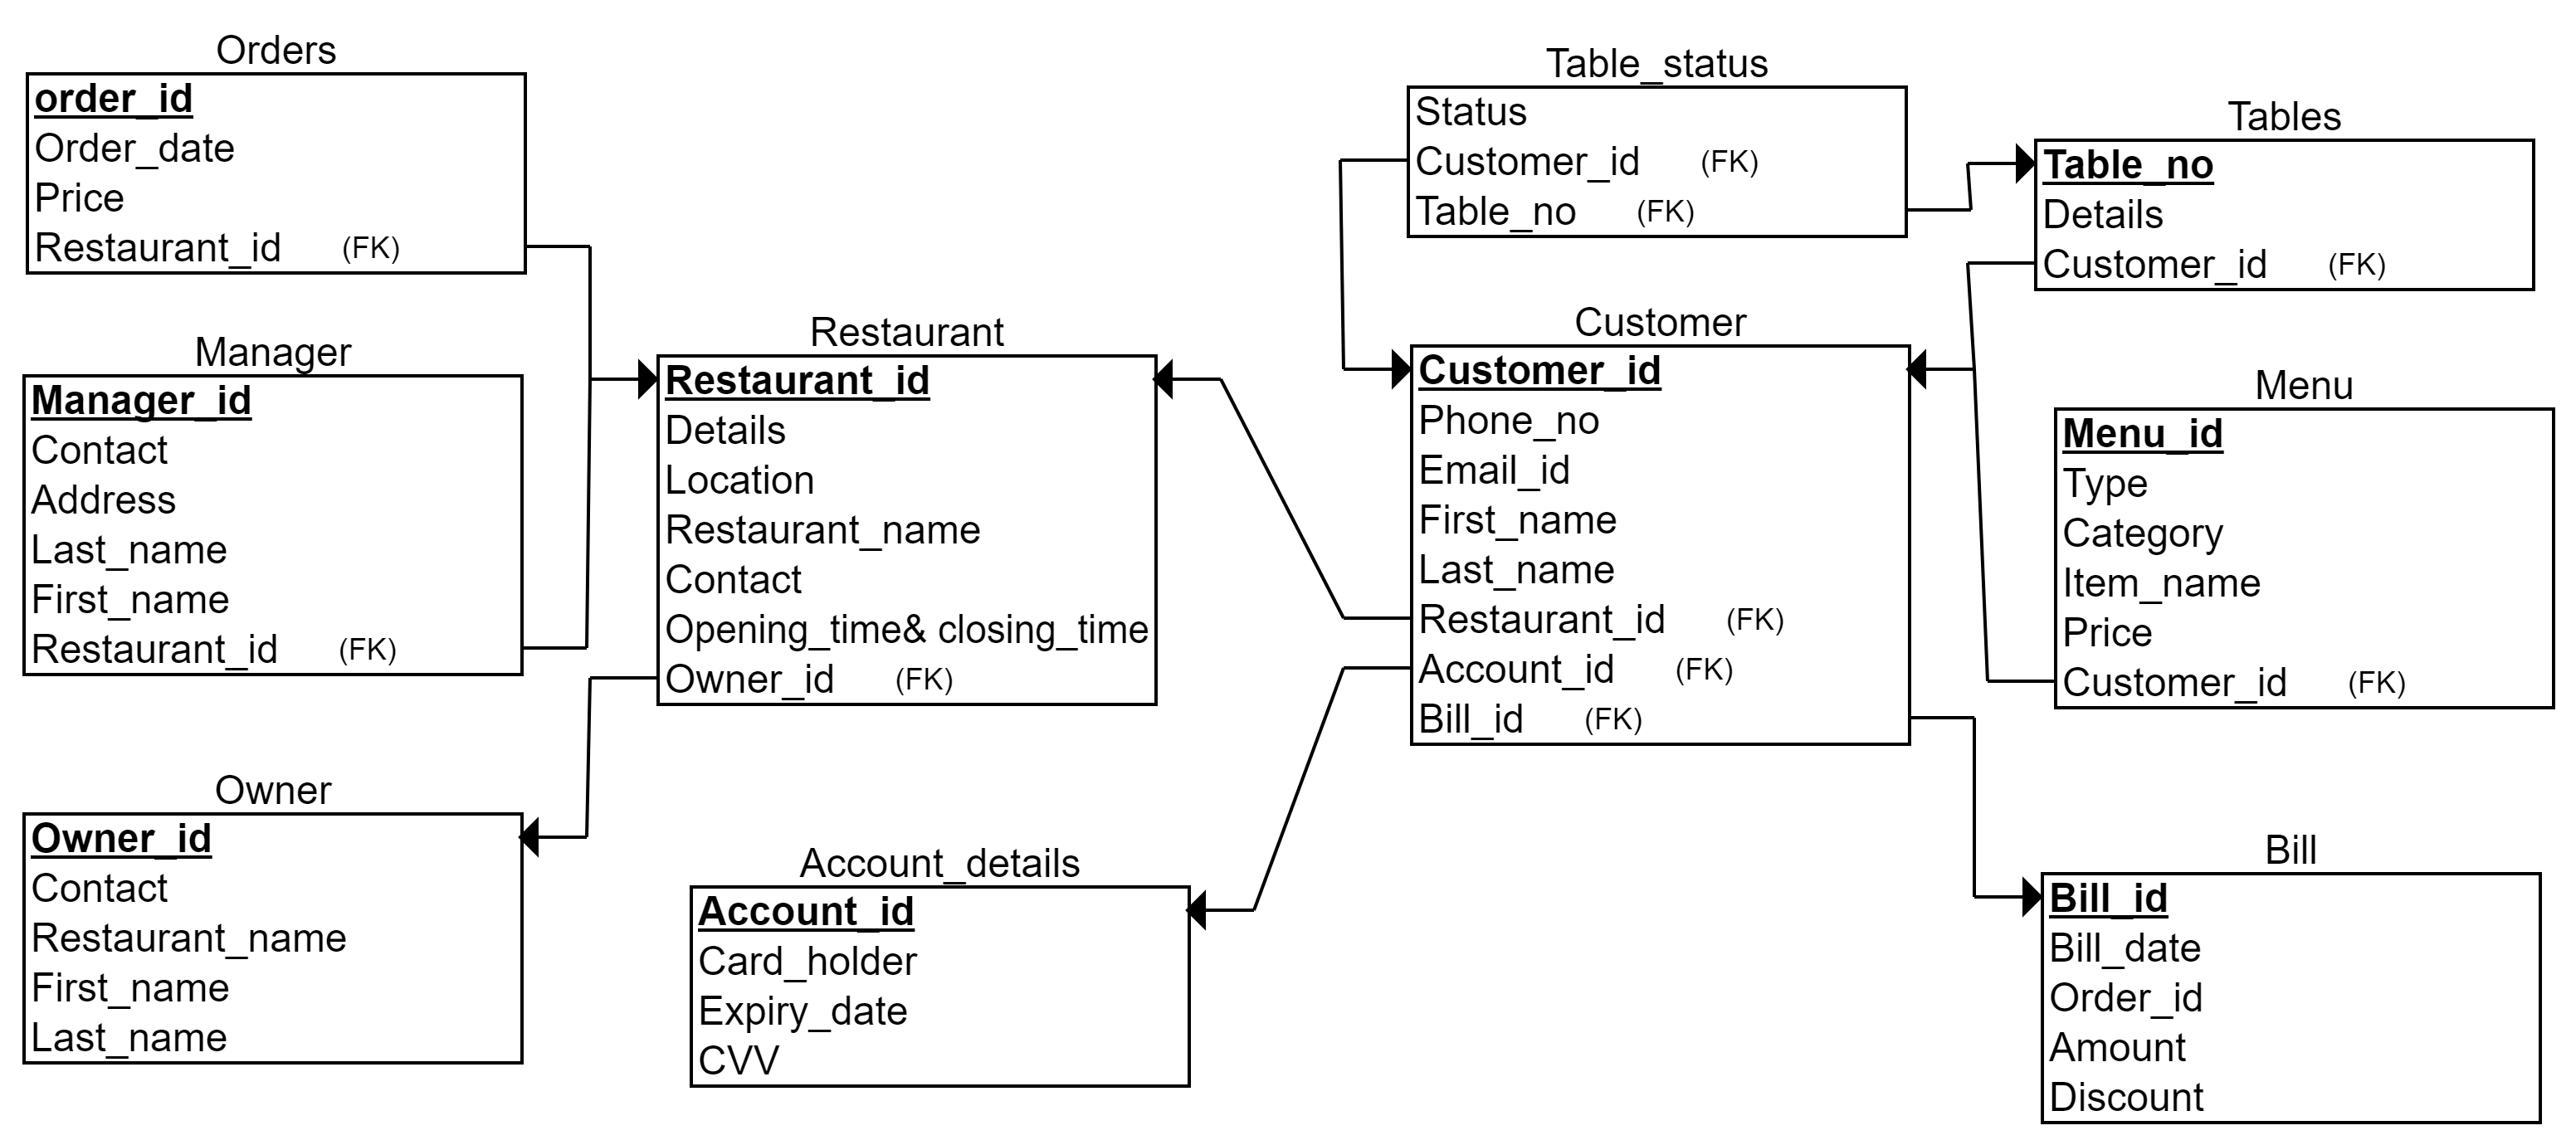 Orders
order_id
Order_date
Price
Restaurant_id (FK)
Manager
Manager_id
Contact
Address
Last_name
First_name
Restaurant_id (FK)
Owner
Owner_id
Contact
Restaurant_name
First_name
Last_name
Restaurant
Restaurant_id
Details
Location
Restaurant_name
Contact
Opening_time& closing_time
Owner_id (FK)
Account_details
Account_id
Card_holder
Expiry_date
CVV
Table_status
Status
Customer_id (FK)
Table_no (FK)
Customer
Customer_id
Phone_no
Email_id
First_name
Last_name
Restaurant_id (FK)
Account_id (FK)
Bill_id (FK)
Tables
Table_no
Details
Customer_id (FK)
Menu
Menu_id
Type
Category
Item_name
Price
Customer_id (FK)
Bill
Bill_id
Bill_date
Order_id
Amount
Discount